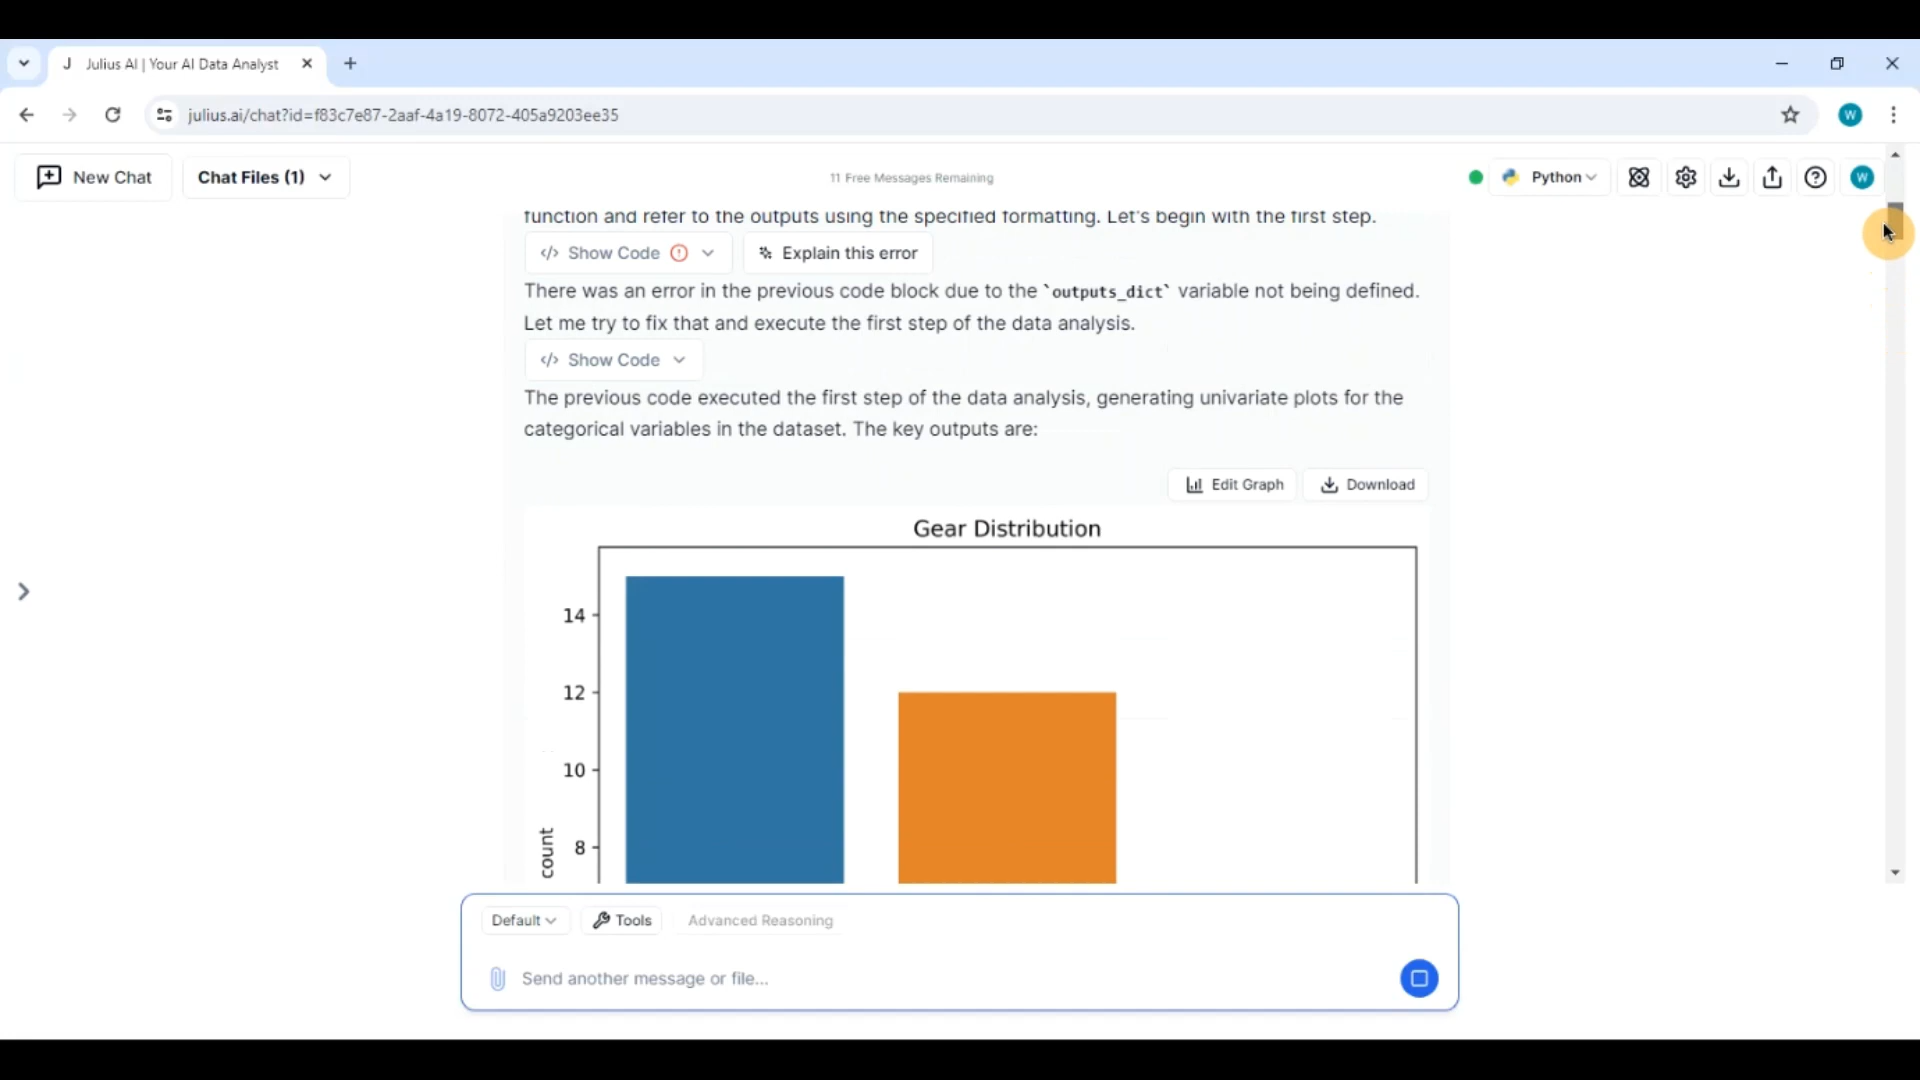 J Julius AI | Your AI Data Analyst
julius.ai/chat?id=f83c7e87-2aaf-4a19-8072-405a9203ee35
W
New Chat
Chat Files (1)
11 Free Messages Remaining
Python
W
function and refer to the outputs using the specified formatting. Let's begin with the first step.
</> Show Code
Explain this error
There was an error in the previous code block due to the `outputs_dict` variable not being defined.
Let me try to fix that and execute the first step of the data analysis.
</> Show Code
The previous code executed the first step of the data analysis, generating univariate plots for the
categorical variables in the dataset. The key outputs are:
Edit Graph
Download
Gear Distribution
14
12
10
8
count
Default
Tools
Advanced Reasoning
Send another message or file...